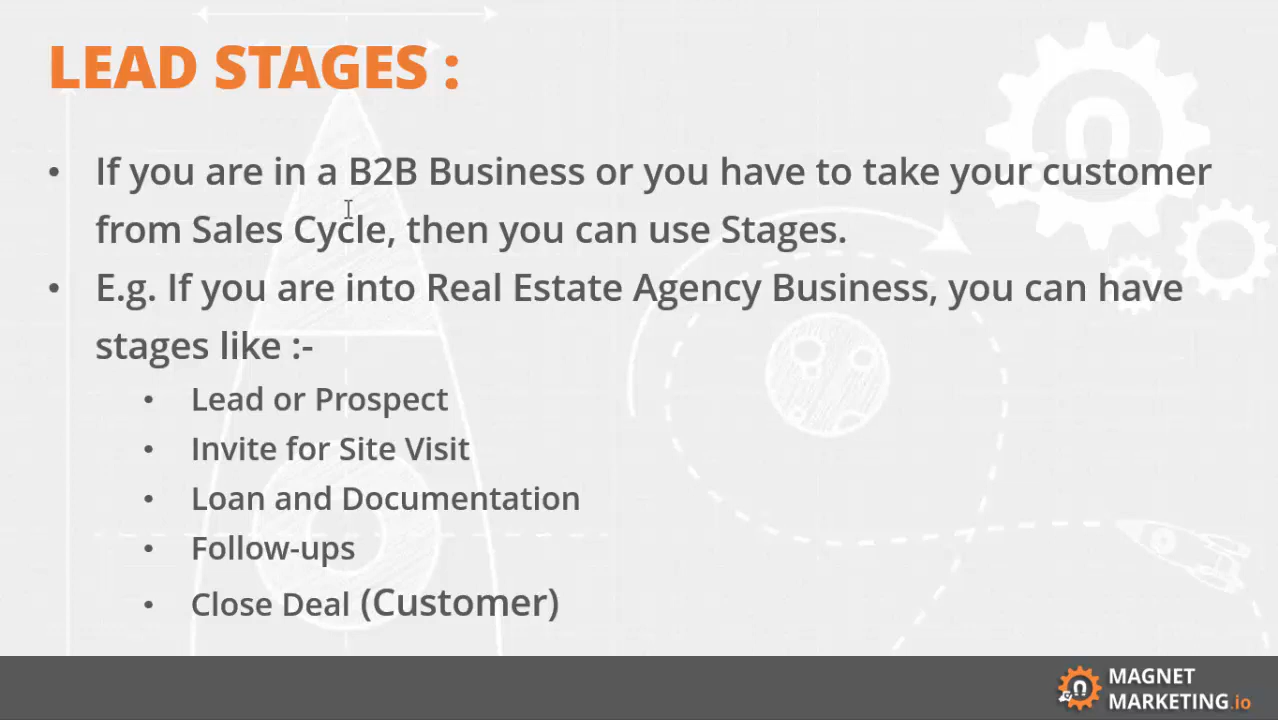 LEAD STAGES :
• If you are in a B2B Business or you have to take your customer
from Sales Cycle, then you can use Stages.
• E.g. If you are into Real Estate Agency Business, you can have
stages like :-
• Lead or Prospect
• Invite for Site Visit
• Loan and Documentation
• Follow-ups
• Close Deal (Customer)
MAGNET
MARKETING.io